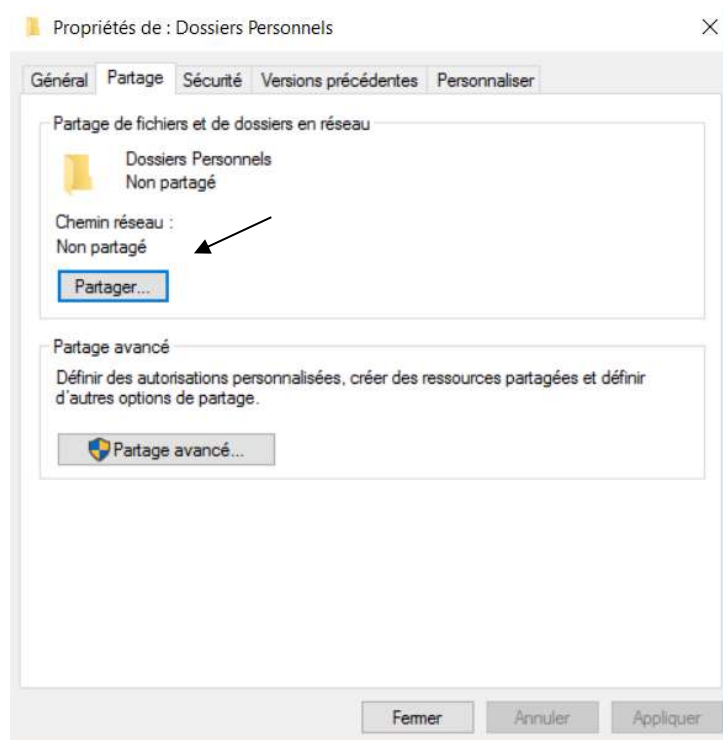 Propriétés de : Dossiers Personnels
Général Partage Sécurité Versions précédentes Personnaliser
Partage de fichiers et de dossiers en réseau
Dossiers Personnels
Non partagé
Chemin réseau :
Non partagé
Partager...
Partage avancé
Définir des autorisations personnalisées, créer des ressources partagées et définir
d'autres options de partage.
Partage avancé...
Fermer Annuler Appliquer